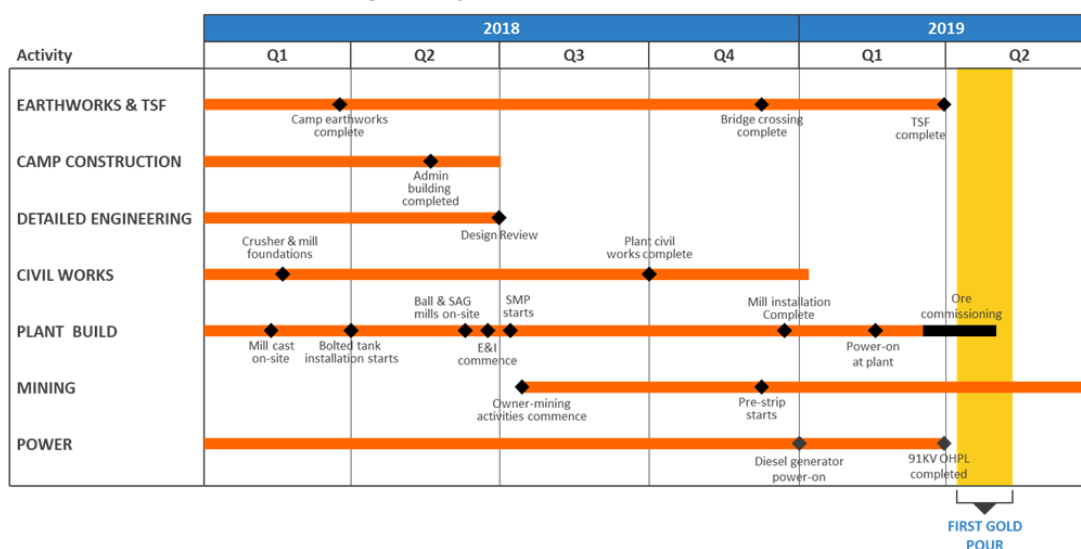 2018 2019
Activity Q1 Q2 Q3 Q4 Q1 Q2
EARTHWORKS & TSF
Camp earthworks
complete
Bridge crossing
complete
TSF
complete
CAMP CONSTRUCTION
Admin
building
completed
DETAILED ENGINEERING
Design Review
Crusher & mill
foundations
Plant civil
works complete
CIVIL WORKS
Ball & SAG
mills on-site
SMP
starts
Mill installation
Complete
Ore
commissioning
PLANT BUILD
Mill cast
on-site
Bolted tank
installation starts
E&I
commence
Power-on
at plant
MINING
Owner-mining
activities commence
Pre-strip
starts
POWER
Diesel generator
power-on
91KV OHPL
completed
FIRST GOLD
POUR